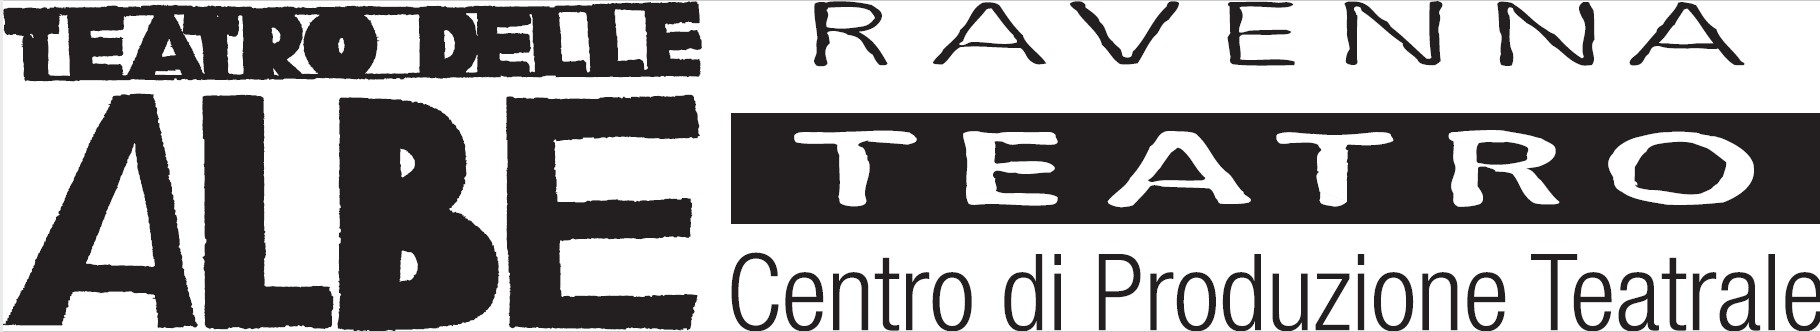 TEATRO DELLE
ALBE
RAVENNA
TEATRO
Centro di Produzione Teatrale